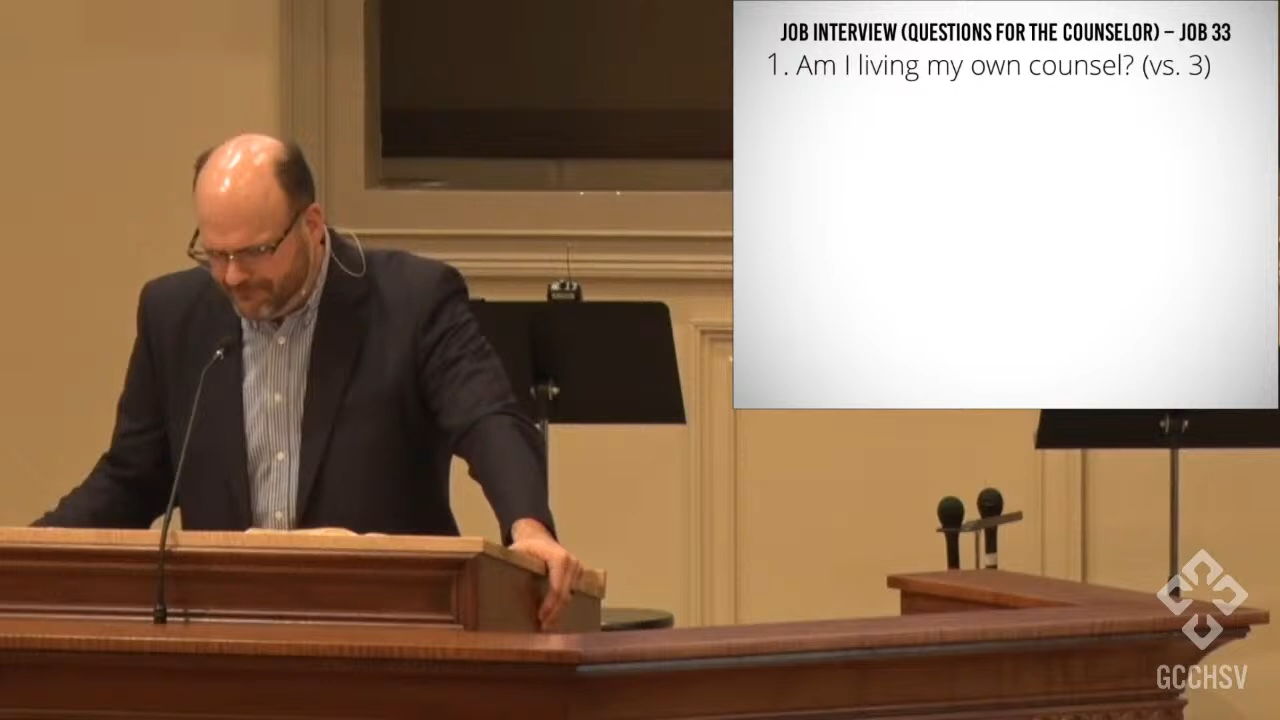 JOB INTERVIEW (QUESTIONS FOR THE COUNSELOR) – JOB 33
1. Am I living my own counsel? (vs. 3)
GCCHSV